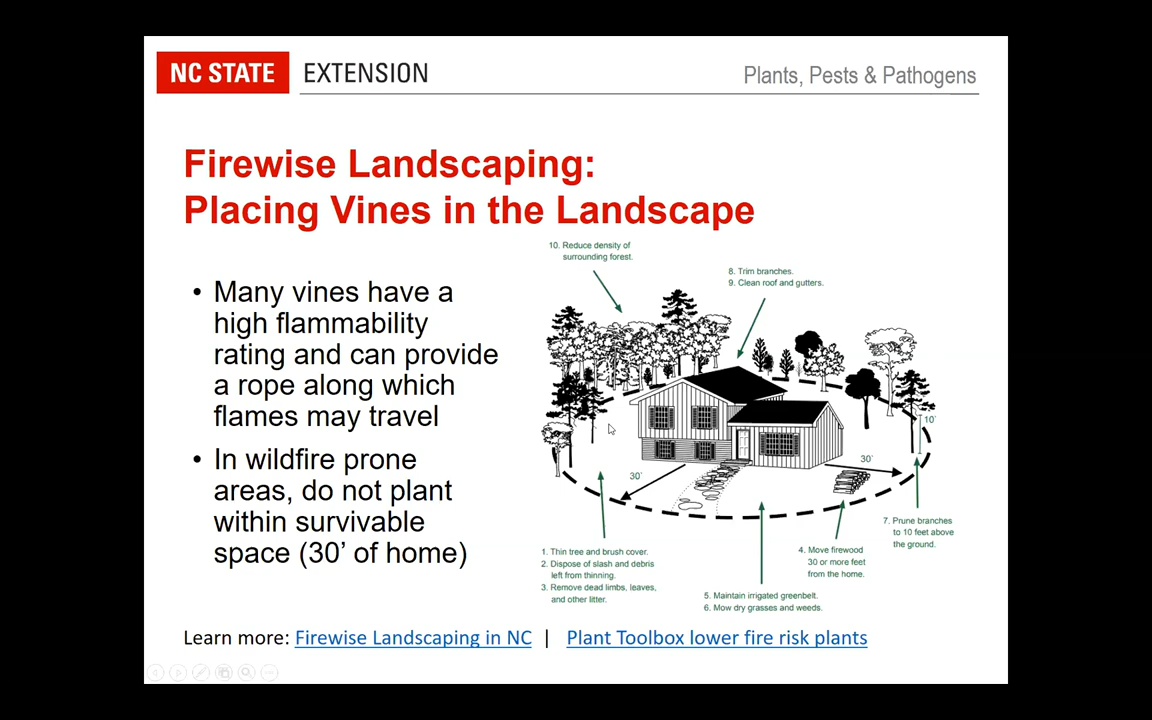 NC STATE EXTENSION
Plants, Pests & Pathogens
Firewise Landscaping:
Placing Vines in the Landscape
• Many vines have a
high flammability
rating and can provide
a rope along which
flames may travel
• In wildfire prone
areas, do not plant
within survivable
space (30’ of home)
10. Reduce density of
surrounding forest.
8. Trim branches.
9. Clean roof and gutters.
10'
30'
30'
7. Prune branches
to 10 feet above
the ground.
1. Thin tree and brush cover.
2. Dispose of slash and debris
left from thinning.
3. Remove dead limbs, leaves,
and other litter.
4. Move firewood
30 or more feet
from the home.
5. Maintain irrigated greenbelt.
6. Mow dry grasses and weeds.
Learn more: Firewise Landscaping in NC | Plant Toolbox lower fire risk plants